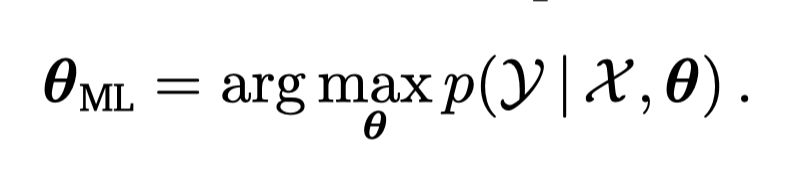 𝜽_ML = arg max_𝜽 p(𝒴 | 𝒳, 𝜽) .